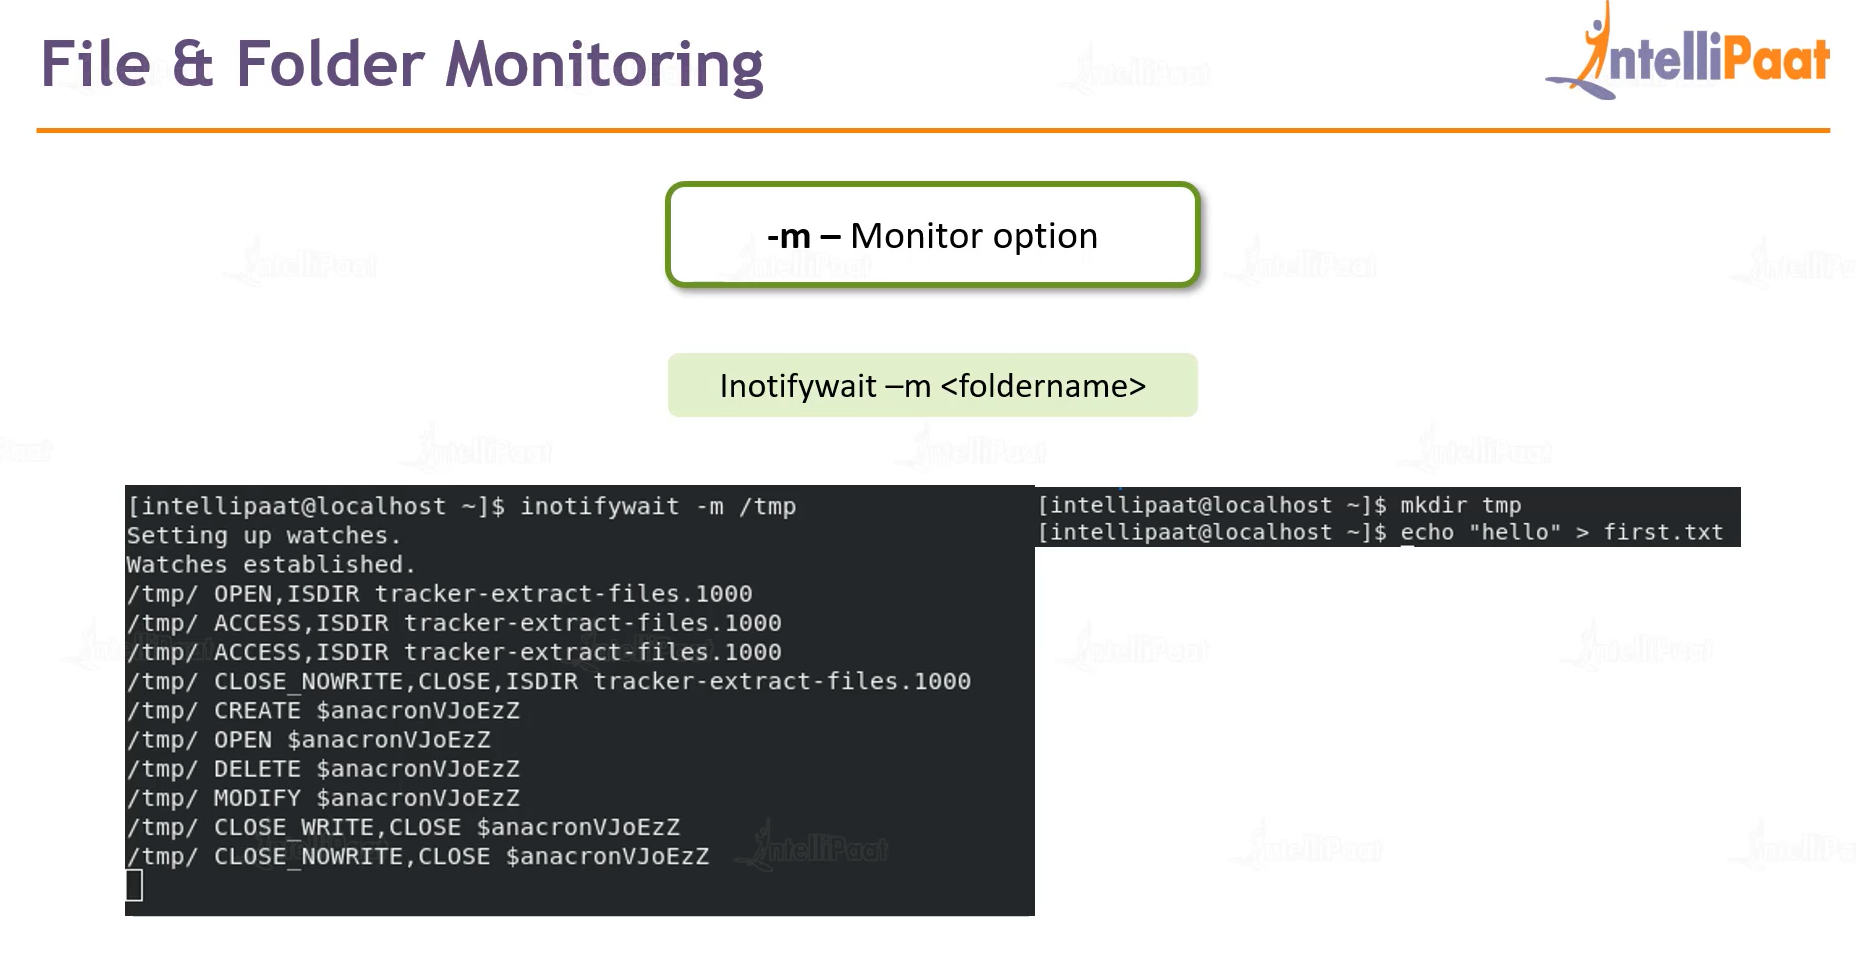 File & Folder Monitoring
IntelliPaat
-m – Monitor option
Inotifywait –m <foldername>
[intellipaat@localhost ~]$ inotifywait -m /tmp
Setting up watches.
Watches established.
/tmp/ OPEN,ISDIR tracker-extract-files.1000
/tmp/ ACCESS,ISDIR tracker-extract-files.1000
/tmp/ ACCESS,ISDIR tracker-extract-files.1000
/tmp/ CLOSE_NOWRITE,CLOSE,ISDIR tracker-extract-files.1000
/tmp/ CREATE $anacronVJoEzZ
/tmp/ OPEN $anacronVJoEzZ
/tmp/ DELETE $anacronVJoEzZ
/tmp/ MODIFY $anacronVJoEzZ
/tmp/ CLOSE_WRITE,CLOSE $anacronVJoEzZ
/tmp/ CLOSE_NOWRITE,CLOSE $anacronVJoEzZ
[intellipaat@localhost ~]$ mkdir tmp
[intellipaat@localhost ~]$ echo "hello" > first.txt